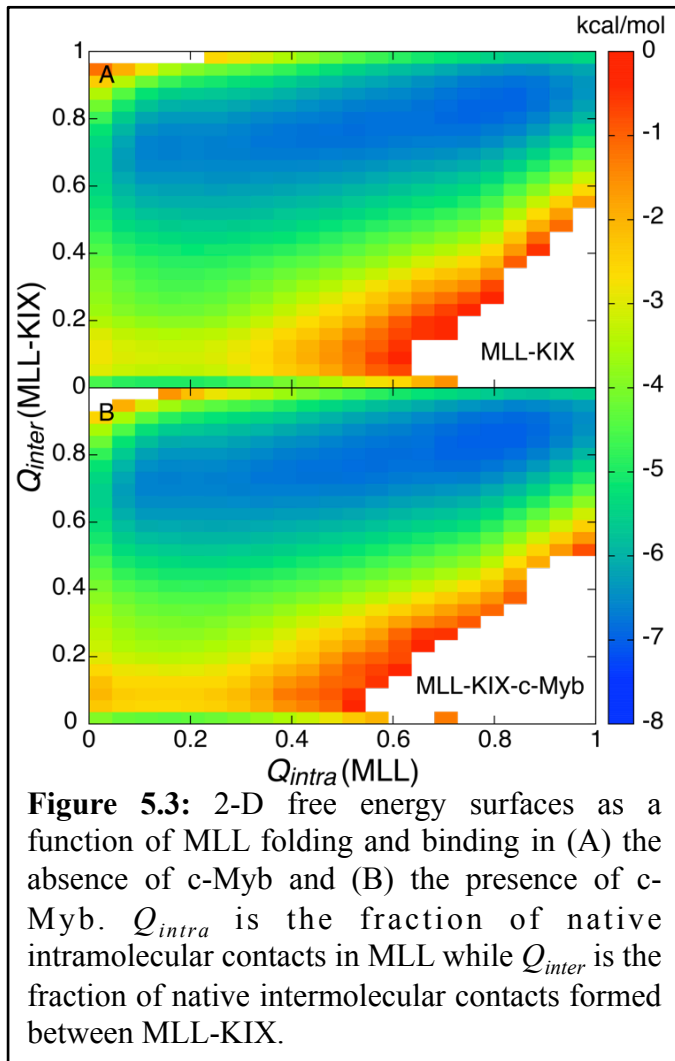 kcal/mol
1
A
0.8
0.6
0.4
0.2
0
MLL-KIX
B
0.8
0.6
0.4
0.2
0
MLL-KIX-c-Myb
Qinter(MLL-KIX)
0 0.2 0.4 0.6 0.8 1
Qintra(MLL)
0
-1
-2
-3
-4
-5
-6
-7
-8
Figure 5.3: 2-D free energy surfaces as a
function of MLL folding and binding in (A) the
absence of c-Myb and (B) the presence of c-
Myb. Qintra is the fraction of native
intramolecular contacts in MLL while Qinter is the
fraction of native intermolecular contacts formed
between MLL-KIX.